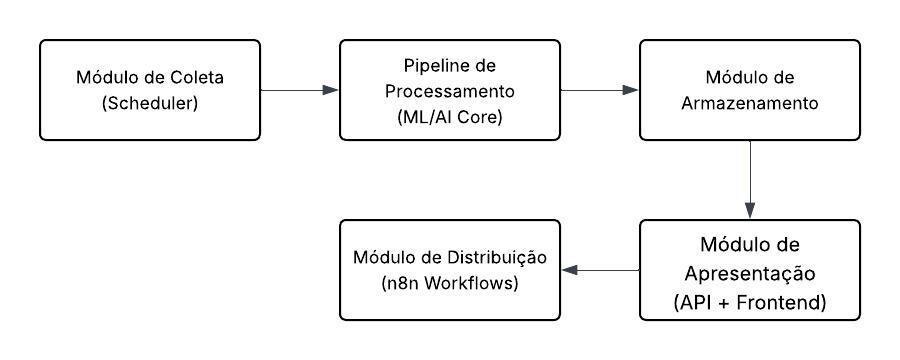 Módulo de Coleta
(Scheduler)
Pipeline de
Processamento
(ML/AI Core)
Módulo de
Armazenamento
Módulo de Distribuição
(n8n Workflows)
Módulo de
Apresentação
(API + Frontend)